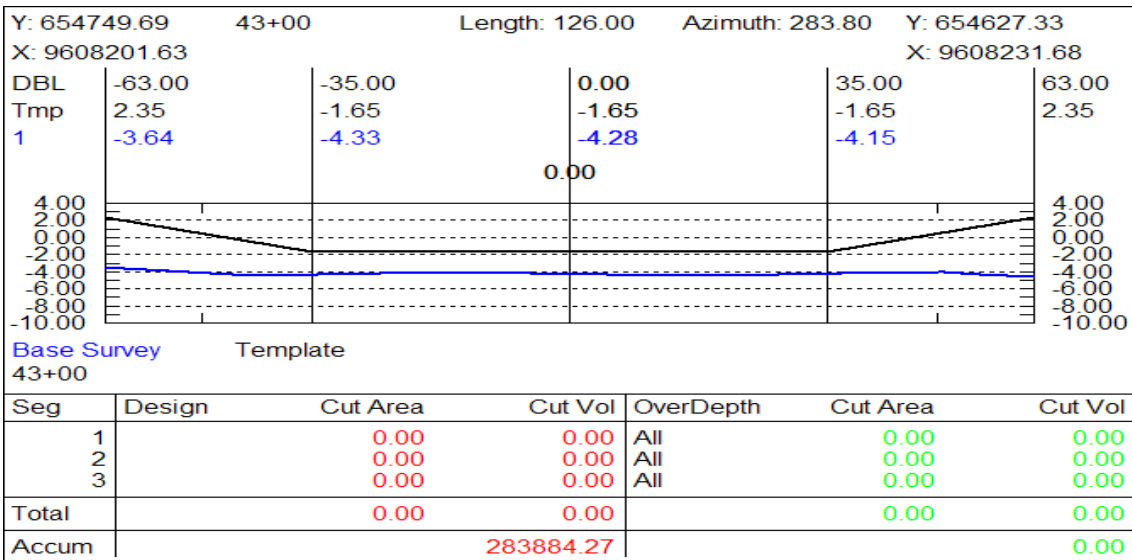 Y: 654749.69 43+00 Length: 126.00 Azimuth: 283.80 Y: 654627.33
X: 9608201.63 X: 9608231.68
DBL -63.00 -35.00 0.00 35.00 63.00
Tmp 2.35 -1.65 -1.65 -1.65 2.35
1 -3.64 -4.33 -4.28 -4.15
0.00
4.00 4.00
2.00 2.00
0.00 0.00
-2.00 -2.00
-4.00 -4.00
-6.00 -6.00
-8.00 -8.00
-10.00 -10.00
Base Survey Template
43+00
Seg Design Cut Area Cut Vol OverDepth Cut Area Cut Vol
1 0.00 0.00 All 0.00 0.00
2 0.00 0.00 All 0.00 0.00
3 0.00 0.00 All 0.00 0.00
Total 0.00 0.00 0.00 0.00
Accum 283884.27 0.00